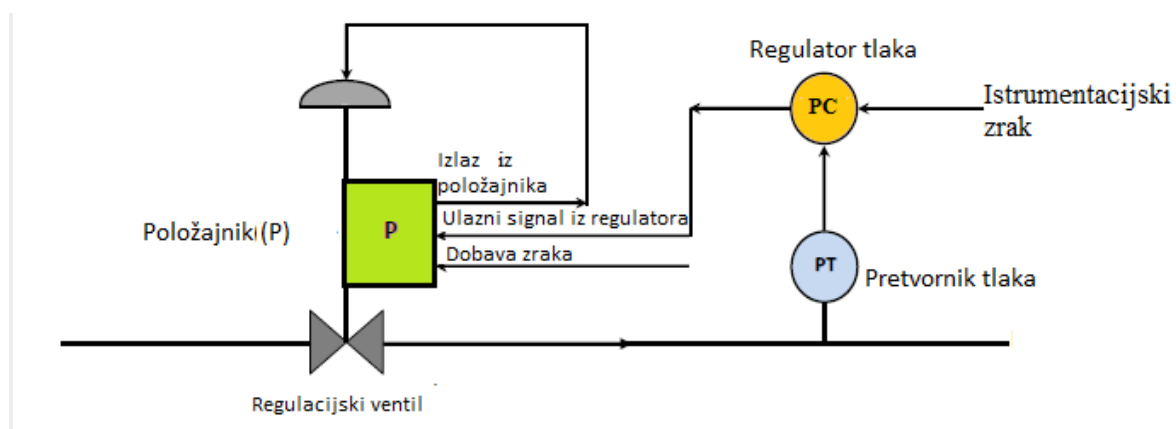 Regulator tlaka
PC
Istrumentacijski
zrak
Izlaz iz
položajnika
Ulazni signal iz regulatora
Položajnik (P)
P
Dobava zraka
PT
Pretvornik tlaka
Regulacijski ventil